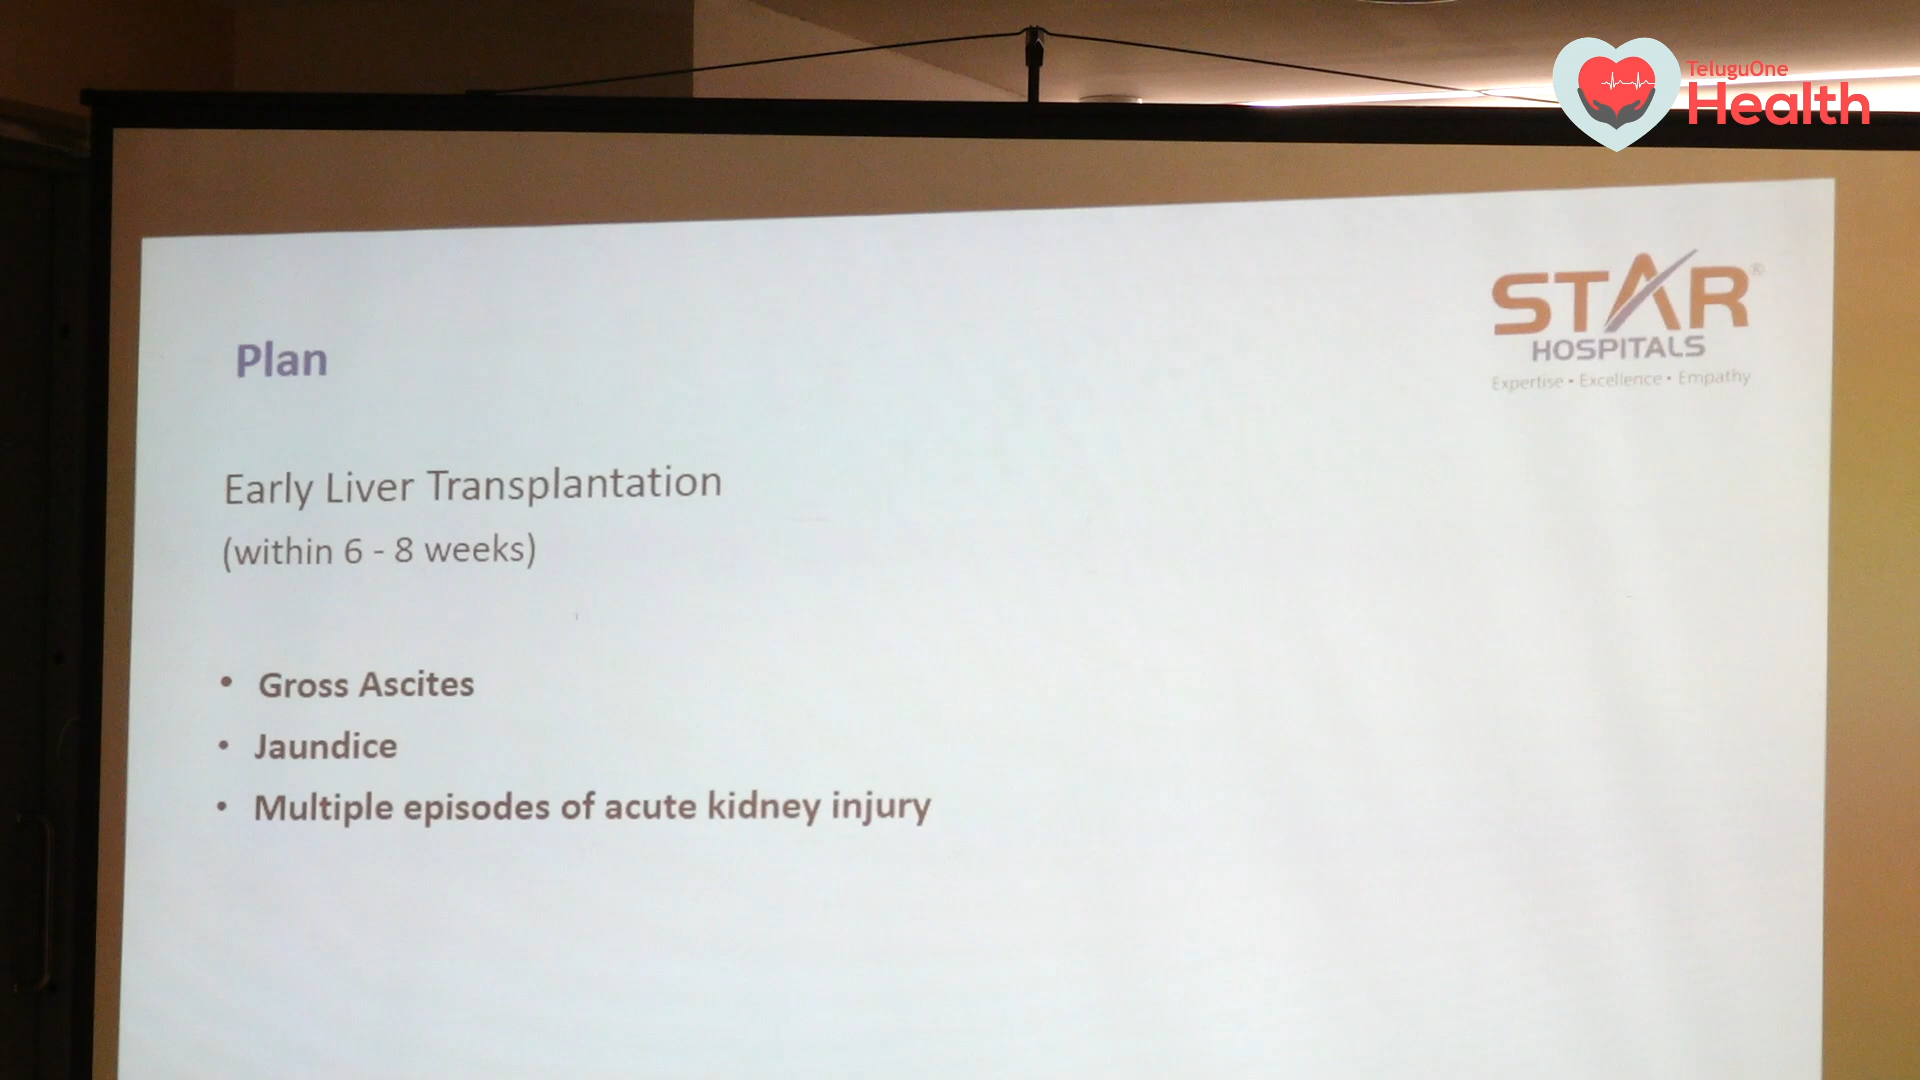 TeluguOne
Health
STAR®
HOSPITALS
Expertise • Excellence • Empathy
Plan
Early Liver Transplantation
(within 6 - 8 weeks)
• Gross Ascites
• Jaundice
• Multiple episodes of acute kidney injury